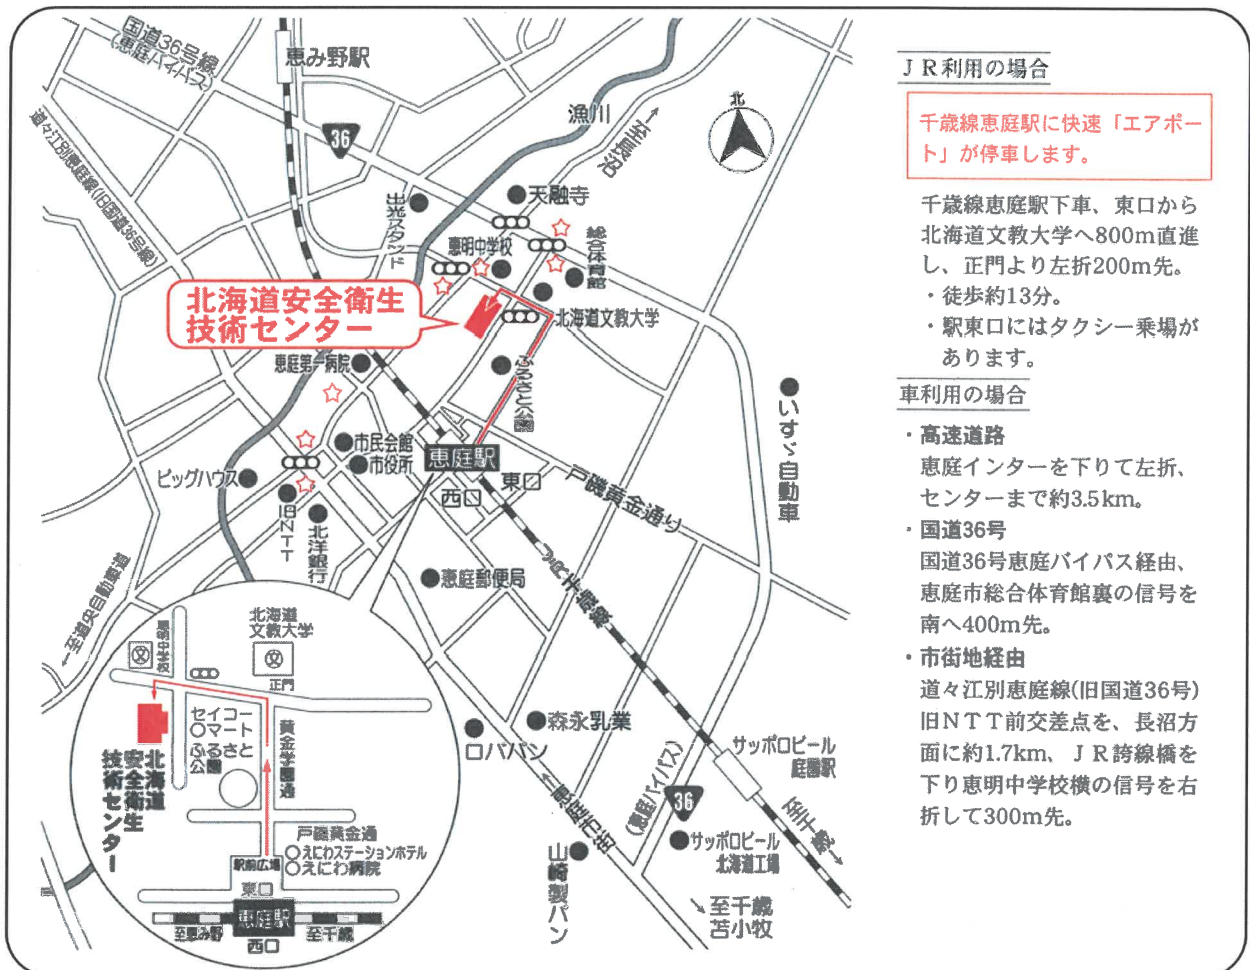 国道36号線
(恵庭バイパス)
恵み野駅
36
漁川
至長沼
北
道々江別恵庭線(旧国道36号線)
天融寺
出光スタンド
恵明中学校
総合体育館
北海道安全衛生
技術センター
北海道文教大学
恵庭第一病院
ふるさと公園
いすゞ自動車
市民会館
市役所
恵庭駅
ビッグハウス
東口
西口
戸磯黄金通り
旧NTT
北洋銀行
恵庭郵便局
JR千歳線
←至道央自動車道
北海道
文教大学
文
文
正門
セイコー
マート
ふるさと
公園
黄金学園通
北海道
安全衛生
技術センター
戸磯黄金通
えにわステーションホテル
えにわ病院
駅前広場
東口
恵庭駅
至恵み野
至千歳
西口
森永乳業
ロバパン
サッポロビール
庭園駅
(恵庭バイパス)
36
至千歳→
サッポロビール
北海道工場
山崎製パン
至千歳
苫小牧
JR利用の場合
千歳線恵庭駅に快速「エアポー
ト」が停車します。
千歳線恵庭駅下車、東口から
北海道文教大学へ800m直進
し、正門より左折200m先。
・徒歩約13分。
・駅東口にはタクシー乗場が
あります。
車利用の場合
・高速道路
恵庭インターを下りて左折、
センターまで約3.5km。
・国道36号
国道36号恵庭バイパス経由、
恵庭市総合体育館裏の信号を
南へ400m先。
・市街地経由
道々江別恵庭線(旧国道36号)
旧NTT前交差点を、長沼方
面に約1.7km、JR誇線橋を
下り恵明中学校横の信号を右
折して300m先。